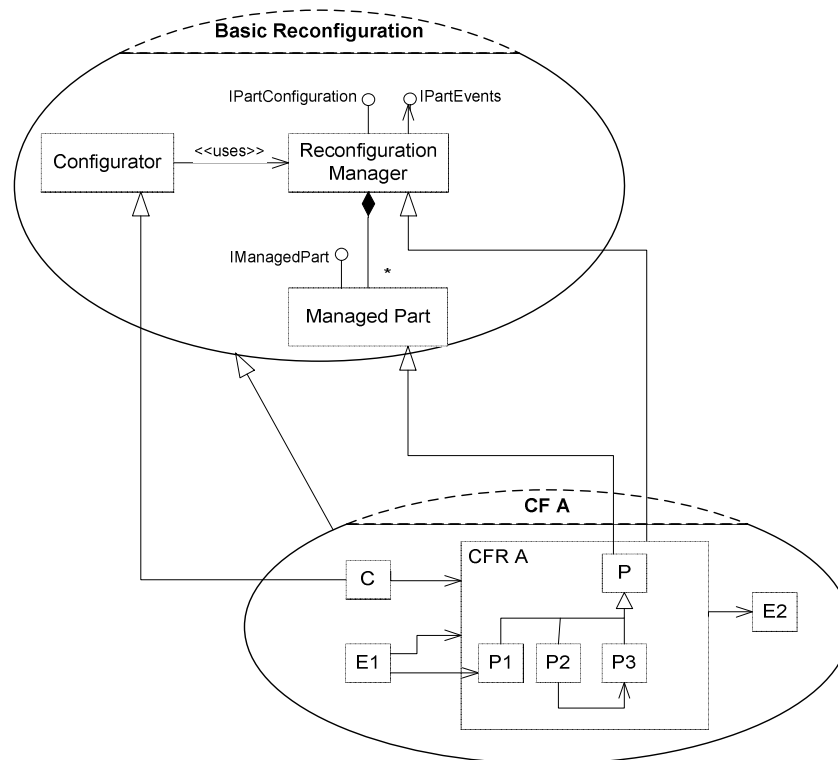 Basic Reconfiguration
IPartConfiguration
IPartEvents
Configurator
<<uses>>
Reconfiguration
Manager
IManagedPart
*
Managed Part
CF A
CFR A
P
C
E2
E1
P1
P2
P3